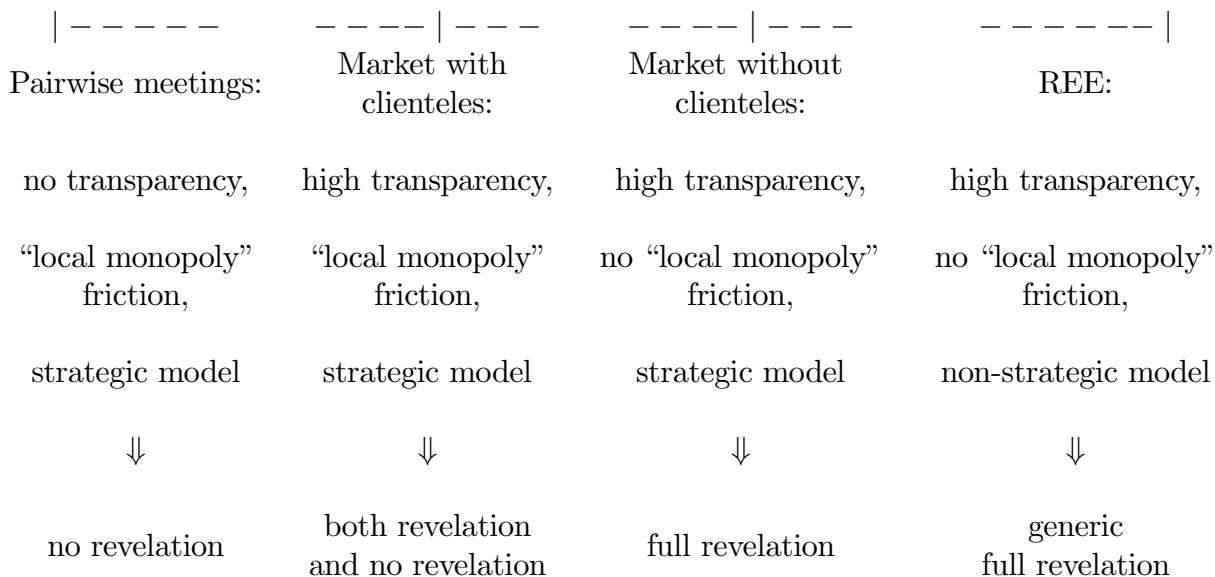 | − − − − −
− − − − | − − −
− − − − | − − −
− − − − − − |
Pairwise meetings:
Market with
clienteles:
Market without
clienteles:
REE:
no transparency,
high transparency,
high transparency,
high transparency,
“local monopoly”
friction,
“local monopoly”
friction,
no “local monopoly”
friction,
no “local monopoly”
friction,
strategic model
strategic model
strategic model
non-strategic model
⇓
⇓
⇓
⇓
no revelation
both revelation
and no revelation
full revelation
generic
full revelation